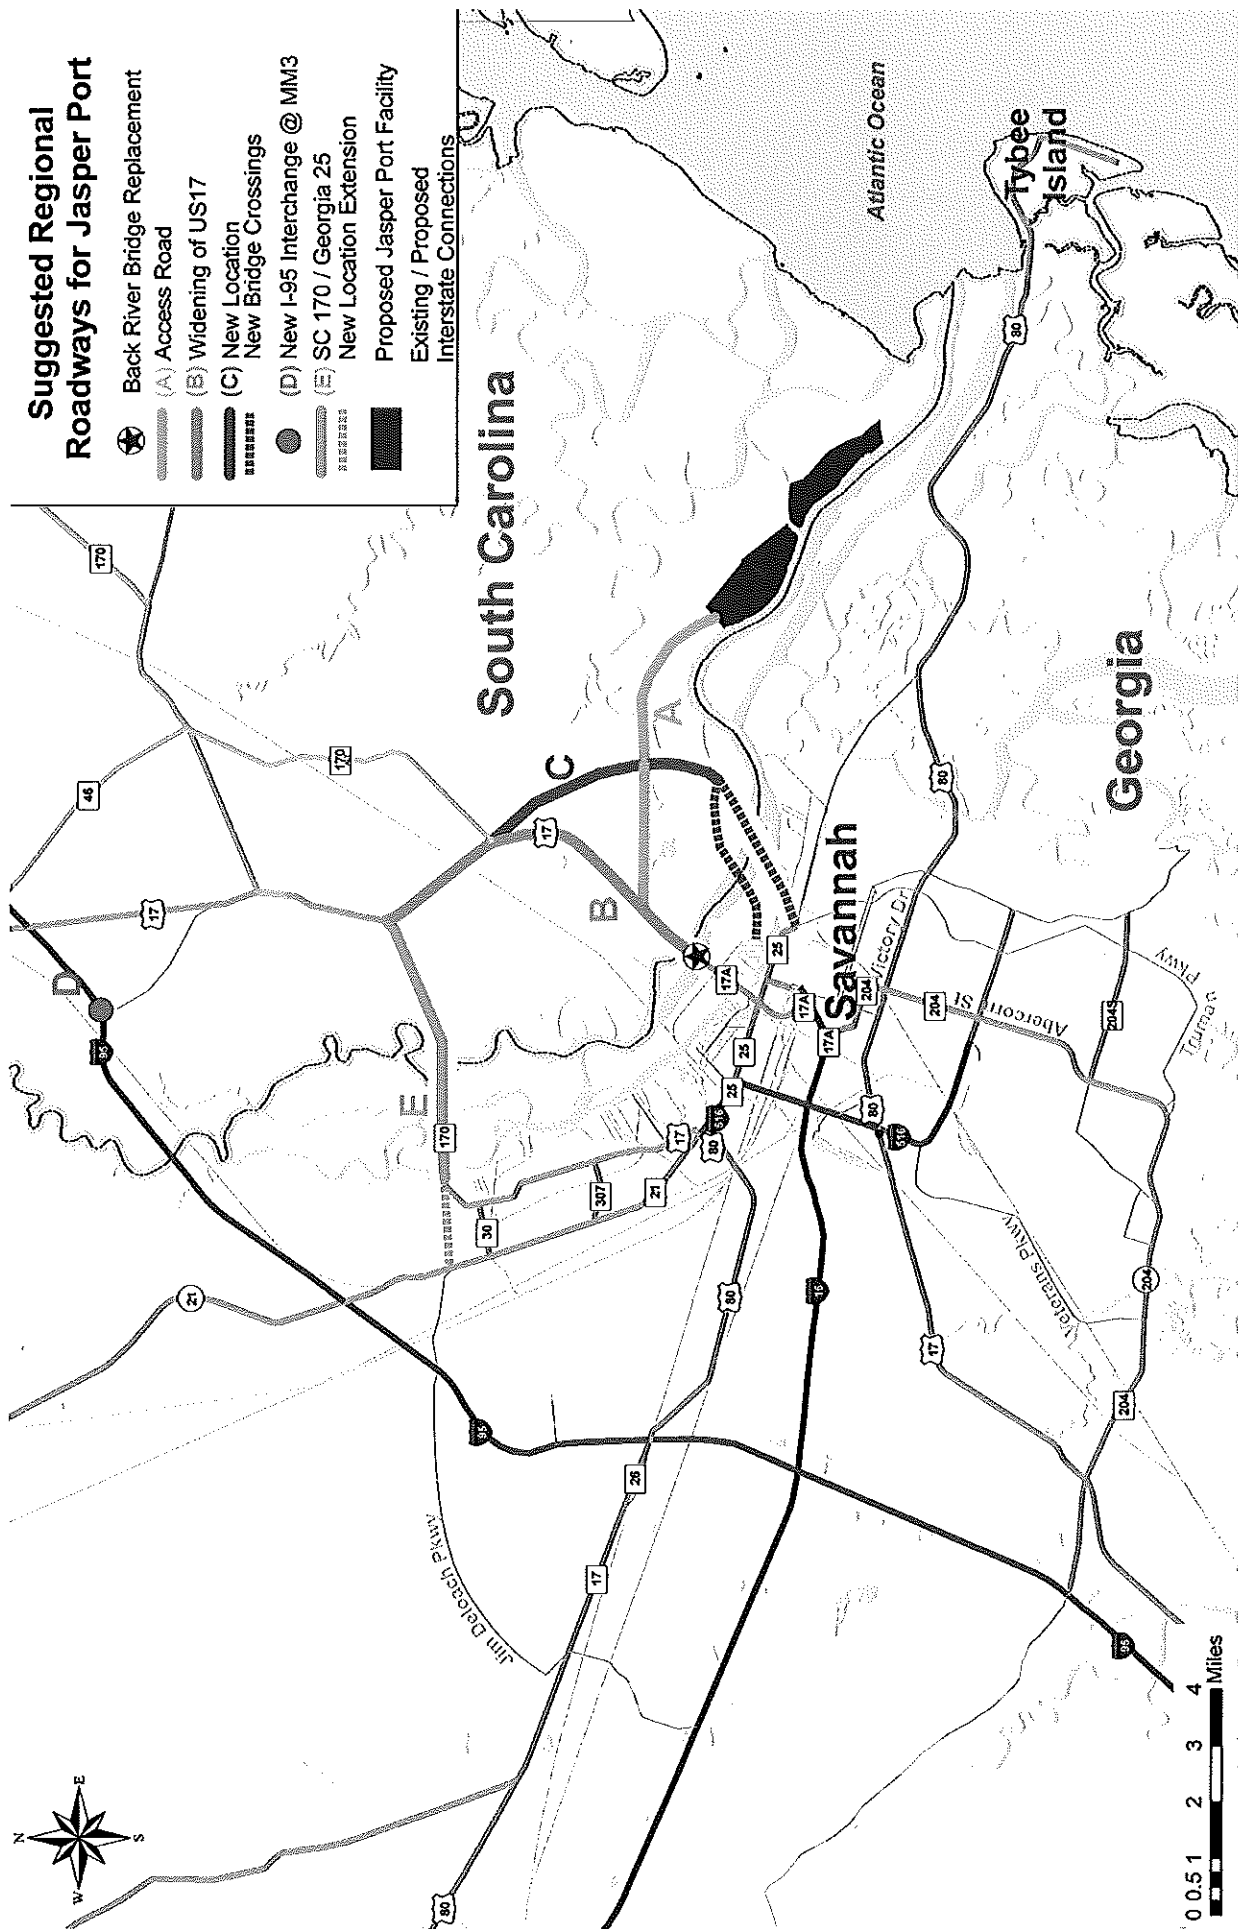 Suggested Regional
Roadways for Jasper Port
Back River Bridge Replacement
(A) Access Road
(B) Widening of US17
(C) New Location
New Bridge Crossings
(D) New I-95 Interchange @ MM3
(E) SC 170 / Georgia 25
New Location Extension
Proposed Jasper Port Facility
Existing / Proposed
Interstate Connections
N
W
E
S
170
46
170
17
17
D
95
C
B
A
E
170
South Carolina
Atlantic Ocean
Tybee
Island
80
80
Georgia
Savannah
Victory Dr
25
17A
17A
17A
204
204
Abercorn St
204S
Truman
Pkwy
25
25
516
80
17
21
307
30
21
80
80
516
16
17
Veterans Pkwy
204
204
95
26
17
Jim Deloach Pkwy
80
95
0 0.5 1 2 3 4
Miles